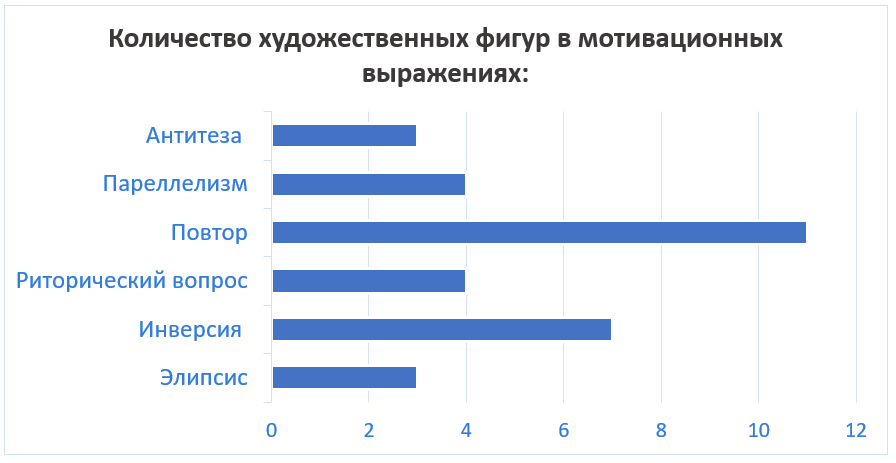 Количество художественных фигур в мотивационных
выражениях:
Антитеза
Пареллелизм
Повтор
Риторический вопрос
Инверсия
Элипсис
0 2 4 6 8 10 12